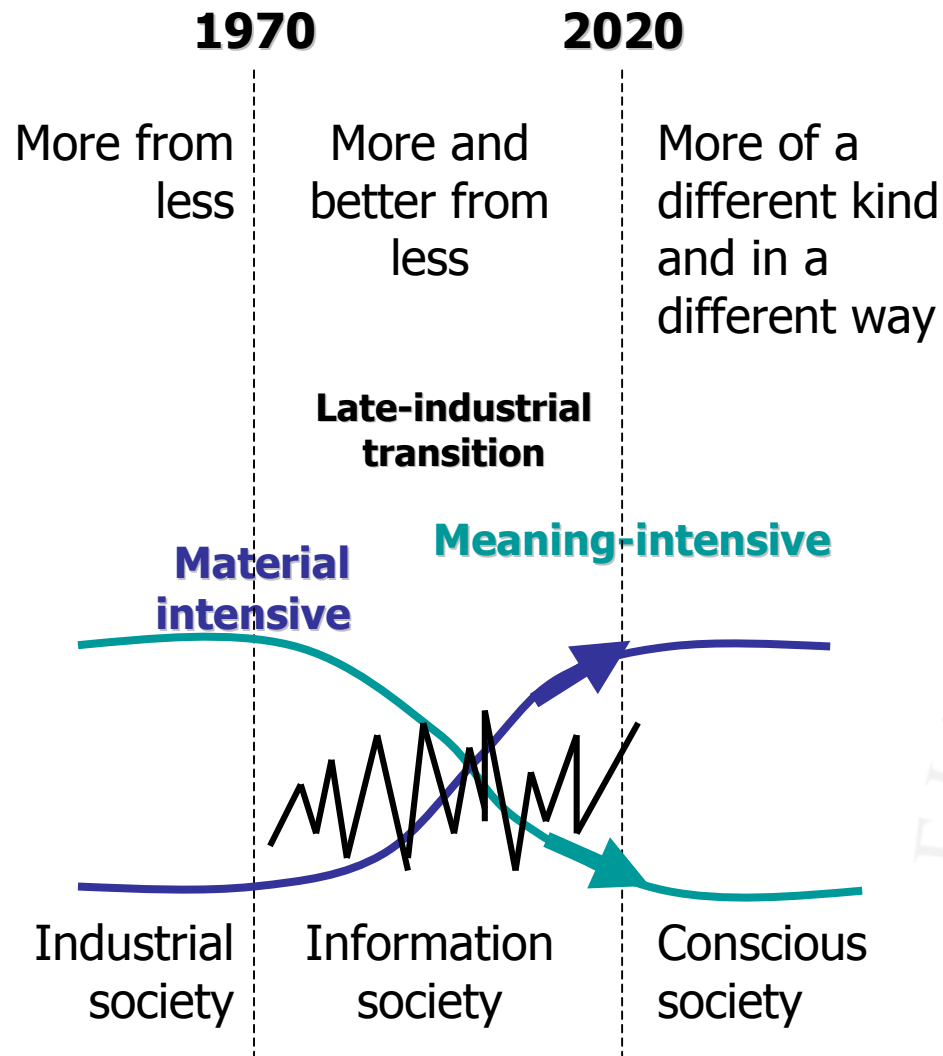 1970
2020
More from
less
More and
better from
less
More of a
different kind
and in a
different way
Late-industrial
transition
Material
intensive
Meaning-intensive
Industrial
society
Information
society
Conscious
society